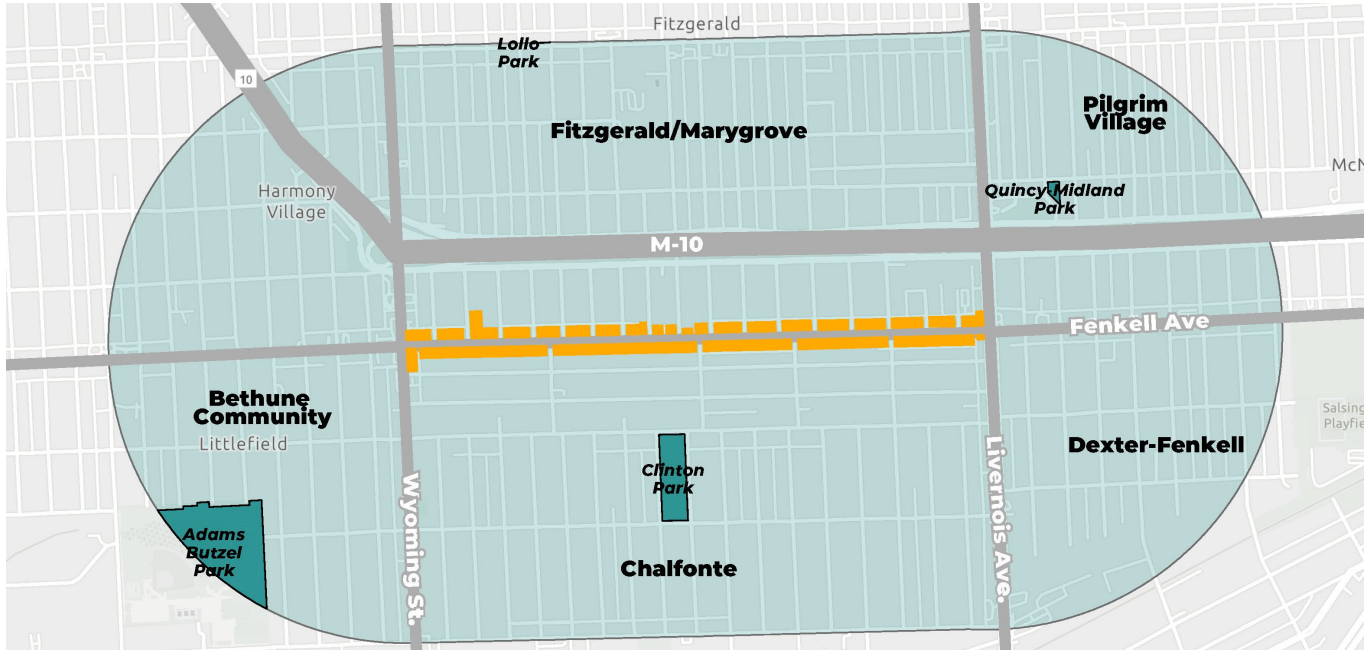 Fitzgerald
Lollo
Park
10
Pilgrim
Village
Fitzgerald/Marygrove
McN
Harmony
Village
Quincy-Midland
Park
M-10
Fenkell Ave
Bethune
Community
Littlefield
Salsing
Playfie
Dexter-Fenkell
Clinton
Park
Livernois Ave.
Wyoming St.
Adams
Butzel
Park
Chalfonte